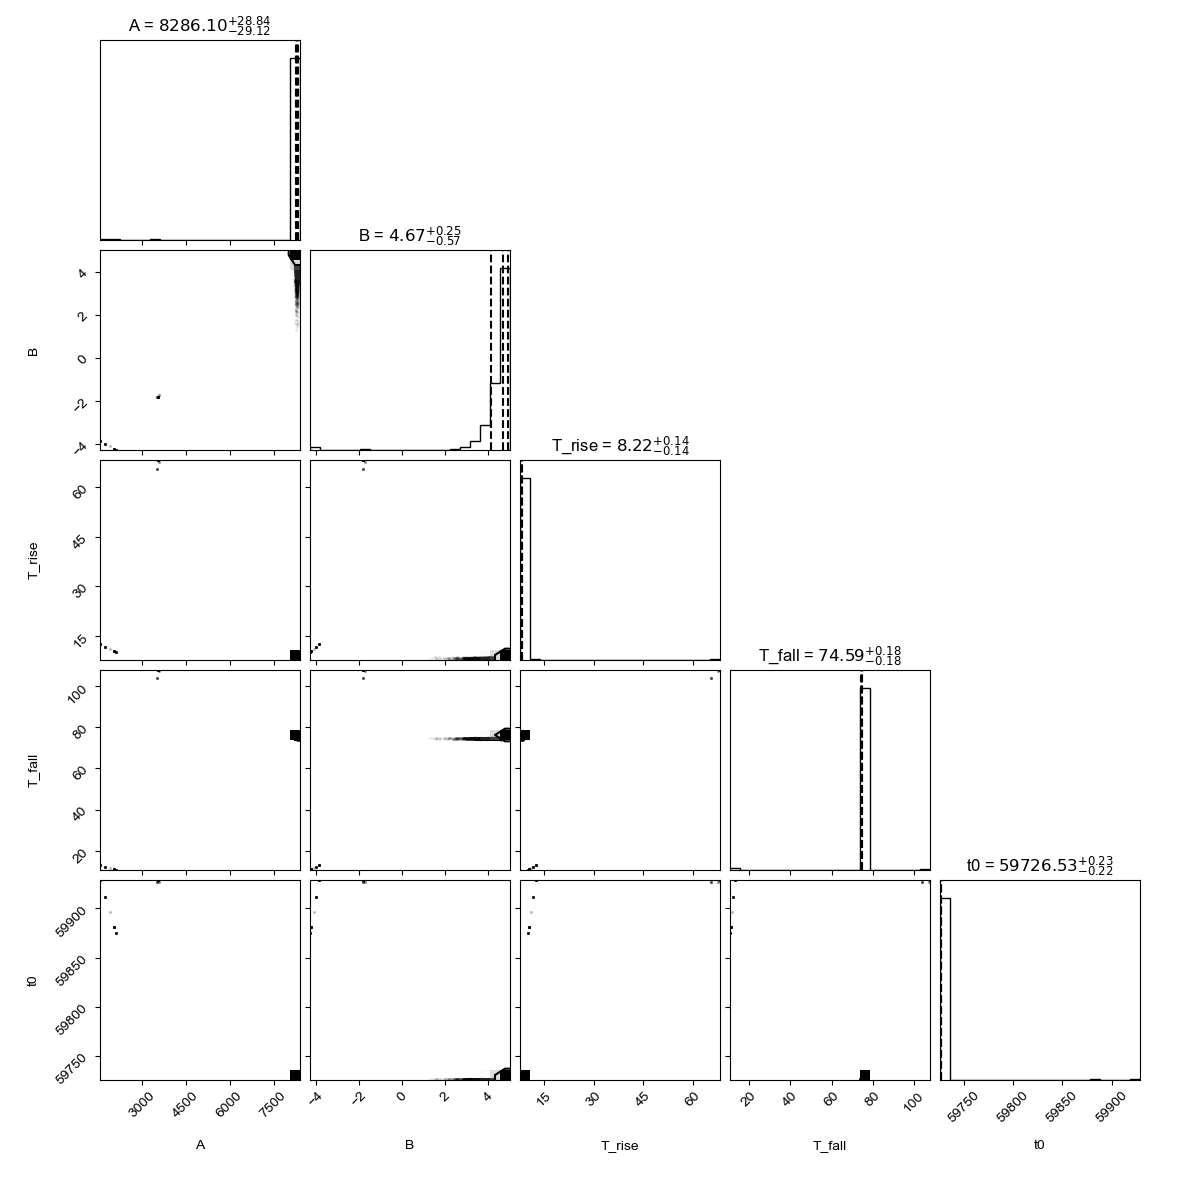 A = 8286.10 +28.84 −29.12
B = 4.67 +0.25 −0.57
4
2
0
−2
−4
B
T_rise = 8.22 +0.14 −0.14
60
45
30
15
T_rise
T_fall = 74.59 +0.18 −0.18
100
80
60
40
20
T_fall
t0 = 59726.53 +0.23 −0.22
59900
59850
59800
59750
t0
3000 4500 6000 7500 −4 −2 0 2 4 15 30 45 60 20 40 60 80 100 59750 59800 59850 59900
A B T_rise T_fall t0